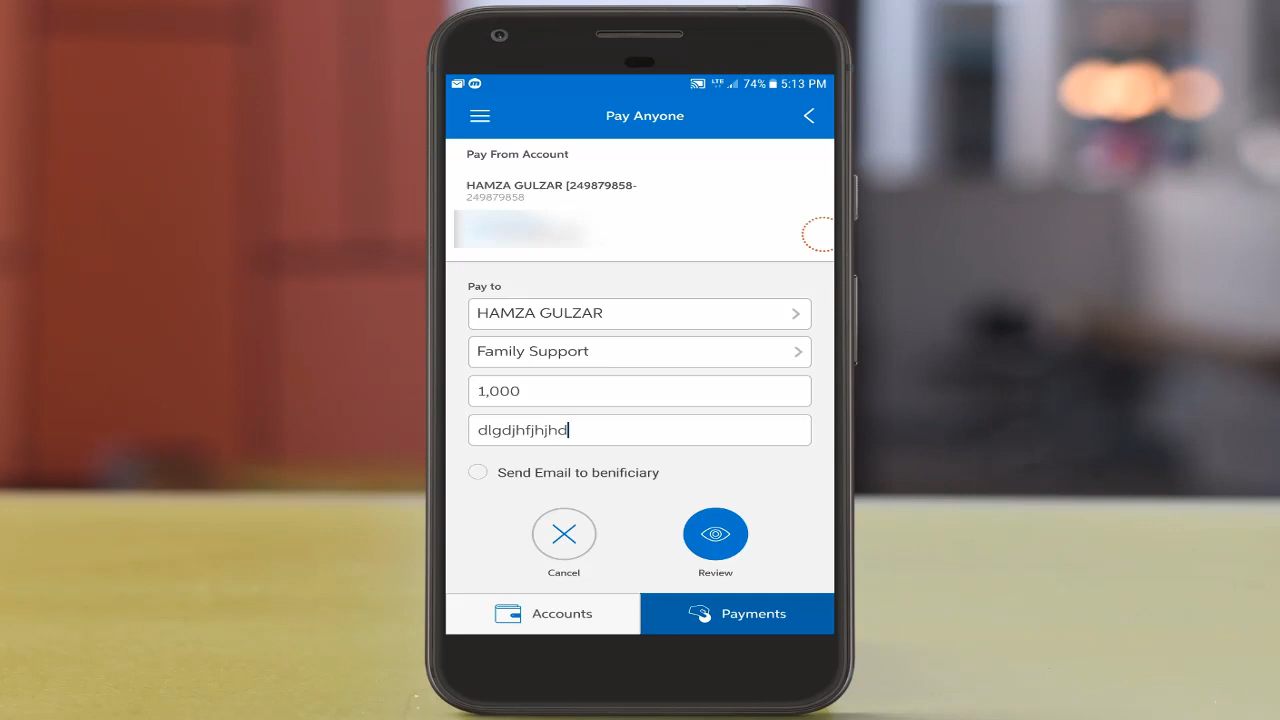 LTE 74% 5:13 PM
Pay Anyone
Pay From Account
HAMZA GULZAR [249879858-
249879858
Pay to
HAMZA GULZAR
Family Support
1,000
dlgdjhfjhjhd
Send Email to benificiary
Cancel
Review
Accounts
Payments